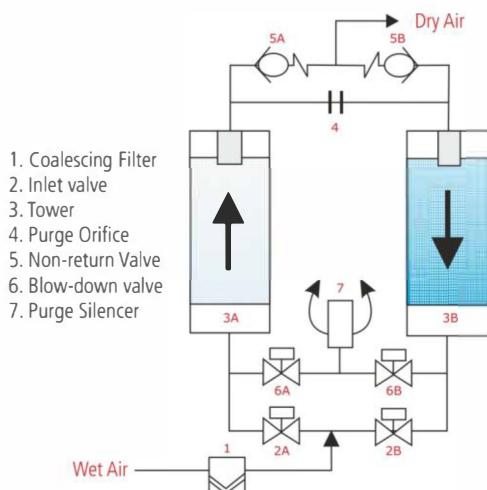 Dry Air
5A
5B
4
1. Coalescing Filter
2. Inlet valve
3. Tower
4. Purge Orifice
5. Non-return Valve
6. Blow-down valve
7. Purge Silencer
7
3A
3B
6A
6B
2A
2B
1
Wet Air